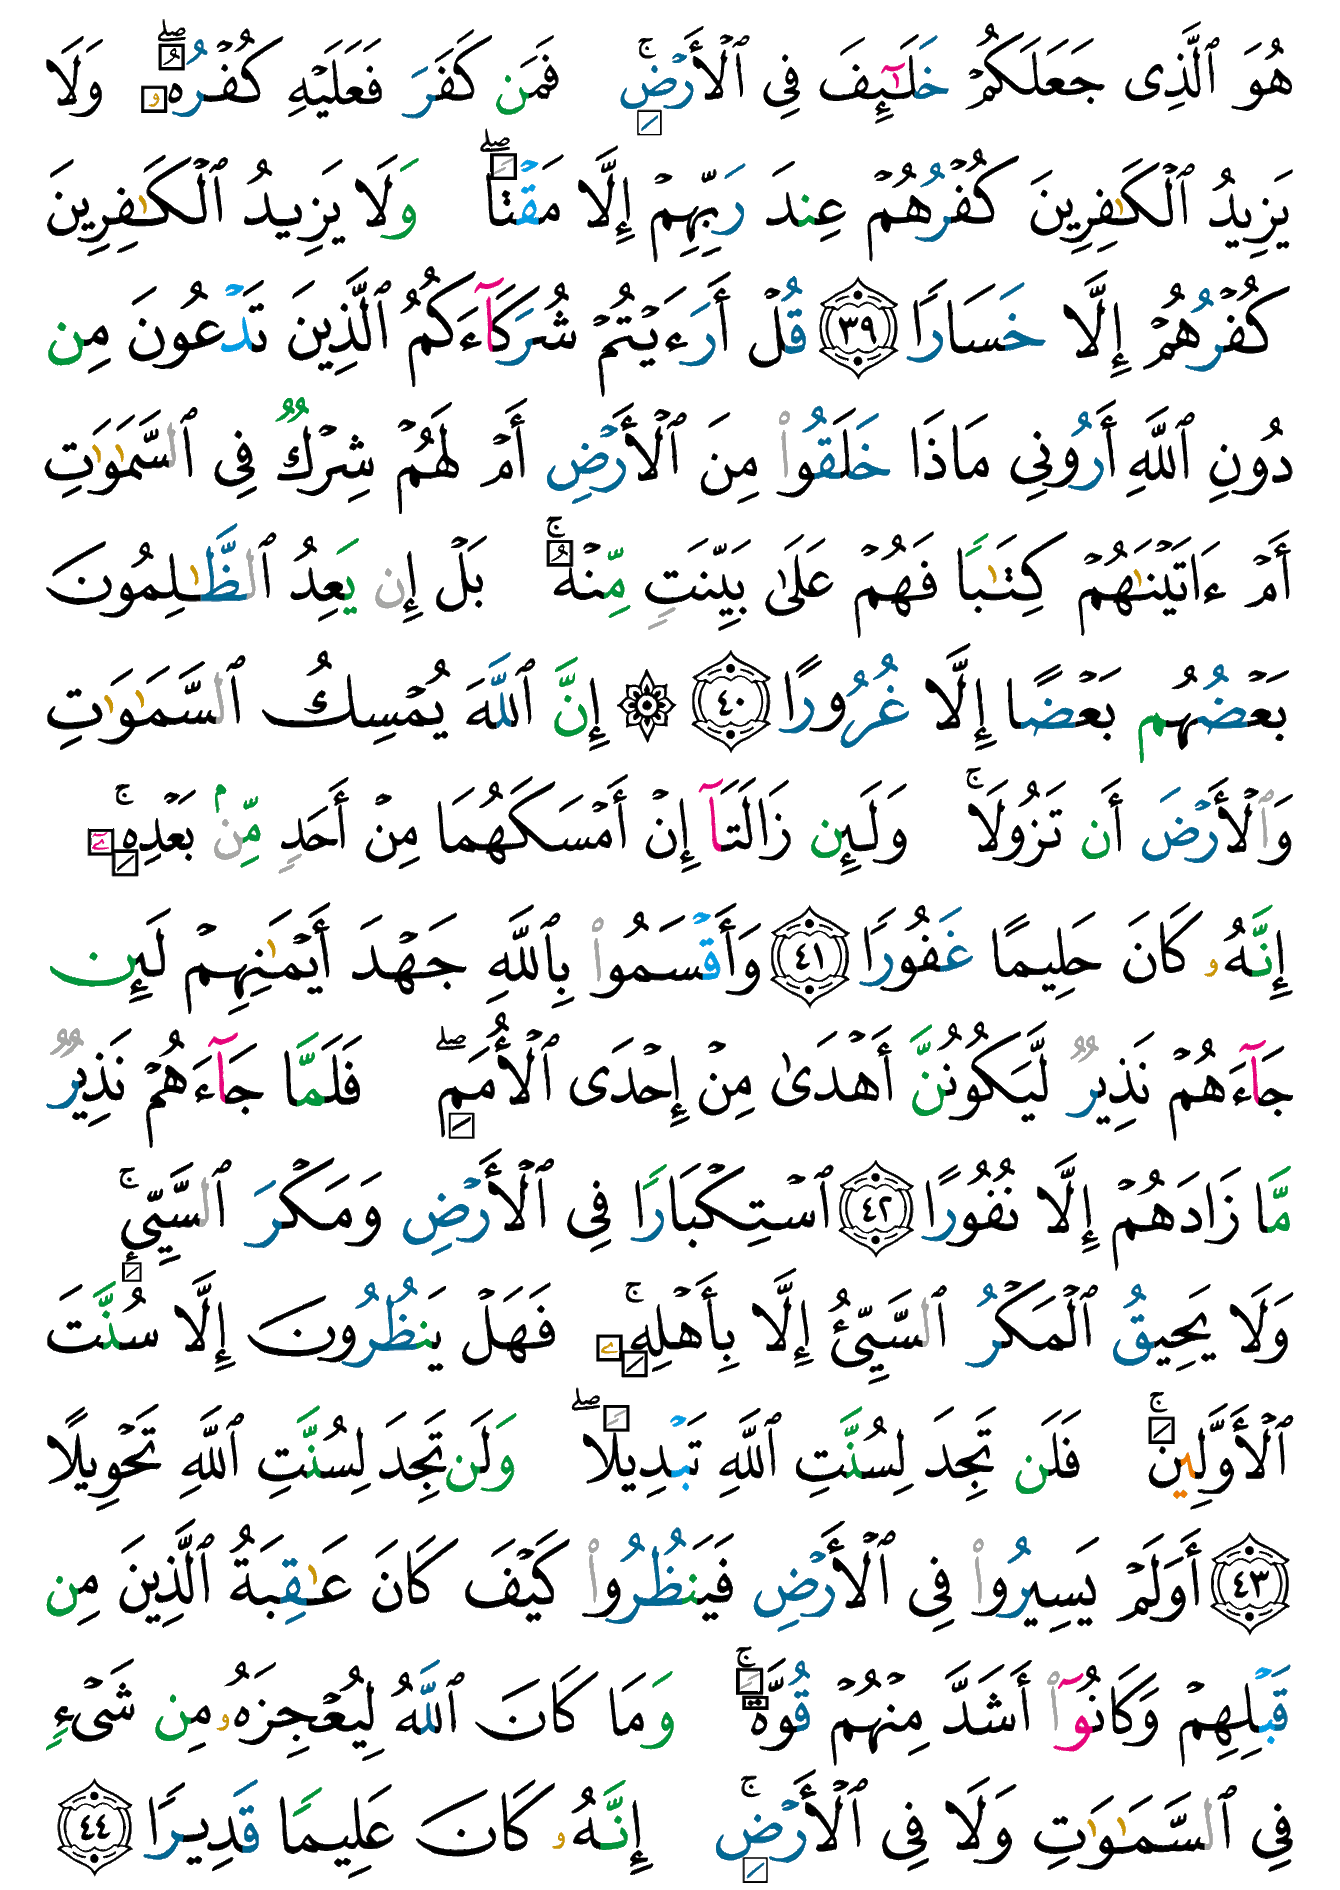 هُوَ ٱلَّذِى جَعَلَكُمْ خَلَـٰٓئِفَ فِى ٱلْأَرْضِ ۚ فَمَن كَفَرَ فَعَلَيْهِ كُفْرُهُۥ ۖ وَلَا
يَزِيدُ ٱلْكَـٰفِرِينَ كُفْرُهُمْ عِندَ رَبِّهِمْ إِلَّا مَقْتًا ۖ وَلَا يَزِيدُ ٱلْكَـٰفِرِينَ
كُفْرُهُمْ إِلَّا خَسَارًا ٣٩ قُلْ أَرَءَيْتُمْ شُرَكَآءَكُمُ ٱلَّذِينَ تَدْعُونَ مِن
دُونِ ٱللَّهِ أَرُونِى مَاذَا خَلَقُوا۟ مِنَ ٱلْأَرْضِ أَمْ لَهُمْ شِرْكٌ فِى ٱلسَّمَـٰوَٰتِ
أَمْ ءَاتَيْنَـٰهُمْ كِتَـٰبًا فَهُمْ عَلَىٰ بَيِّنَتٍ مِّنْهُ ۚ بَلْ إِن يَعِدُ ٱلظَّـٰلِمُونَ
بَعْضُهُم بَعْضًا إِلَّا غُرُورًا ٤٠ ۞ إِنَّ ٱللَّهَ يُمْسِكُ ٱلسَّمَـٰوَٰتِ
وَٱلْأَرْضَ أَن تَزُولَا ۚ وَلَئِن زَالَتَآ إِنْ أَمْسَكَهُمَا مِنْ أَحَدٍ مِّنۢ بَعْدِهِۦٓ ۚ
إِنَّهُۥ كَانَ حَلِيمًا غَفُورًا ٤١ وَأَقْسَمُوا۟ بِٱللَّهِ جَهْدَ أَيْمَـٰنِهِمْ لَئِن
جَآءَهُمْ نَذِيرٌ لَّيَكُونُنَّ أَهْدَىٰ مِنْ إِحْدَى ٱلْأُمَمِ ۖ فَلَمَّا جَآءَهُمْ نَذِيرٌ
مَّا زَادَهُمْ إِلَّا نُفُورًا ٤٢ ٱسْتِكْبَارًا فِى ٱلْأَرْضِ وَمَكْرَ ٱلسَّيِّئِ ۚ
وَلَا يَحِيقُ ٱلْمَكْرُ ٱلسَّيِّئُ إِلَّا بِأَهْلِهِۦ ۚ فَهَلْ يَنظُرُونَ إِلَّا سُنَّتَ
ٱلْأَوَّلِينَ ۚ فَلَن تَجِدَ لِسُنَّتِ ٱللَّهِ تَبْدِيلًا ۖ وَلَن تَجِدَ لِسُنَّتِ ٱللَّهِ تَحْوِيلًا
٤٣ أَوَلَمْ يَسِيرُوا۟ فِى ٱلْأَرْضِ فَيَنظُرُوا۟ كَيْفَ كَانَ عَـٰقِبَةُ ٱلَّذِينَ مِن
قَبْلِهِمْ وَكَانُوٓا۟ أَشَدَّ مِنْهُمْ قُوَّةً ۚ وَمَا كَانَ ٱللَّهُ لِيُعْجِزَهُۥ مِن شَىْءٍ
فِى ٱلسَّمَـٰوَٰتِ وَلَا فِى ٱلْأَرْضِ ۚ إِنَّهُۥ كَانَ عَلِيمًا قَدِيرًا ٤٤